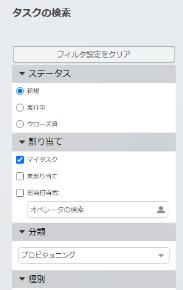 タスクの検索
フィルタ設定をクリア
ステータス
新規
実行中
クローズ済
割り当て
マイタスク
未割り当て
割当担当者:
オペレータの検索
分類
プロビジョニング
種別